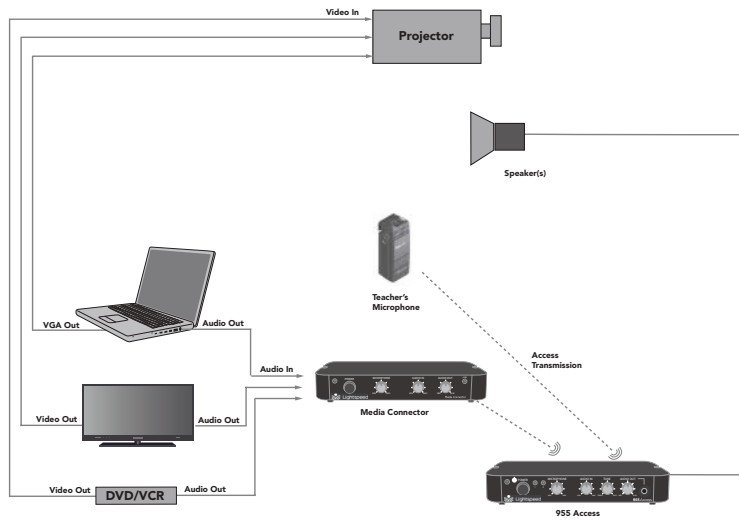 Video In
Projector
Speaker(s)
Teacher's
Microphone
VGA Out
Audio Out
Access
Transmission
Audio In
Lightspeed
Media Connector
Video Out
Audio Out
Video Out
DVD/VCR
Audio Out
Lightspeed
955 Access